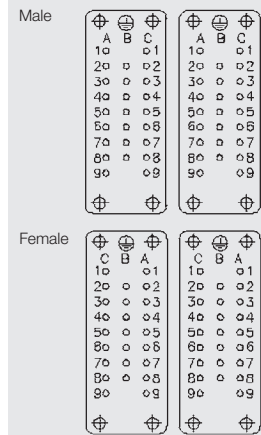 Male
A B C A B C
1 1 1 1
2 2 2 2
3 3 3 3
4 4 4 4
5 5 5 5
6 6 6 6
7 7 7 7
8 8 8 8
9 9 9 9
Female
C B A C B A
1 1 1 1
2 2 2 2
3 3 3 3
4 4 4 4
5 5 5 5
6 6 6 6
7 7 7 7
8 8 8 8
9 9 9 9